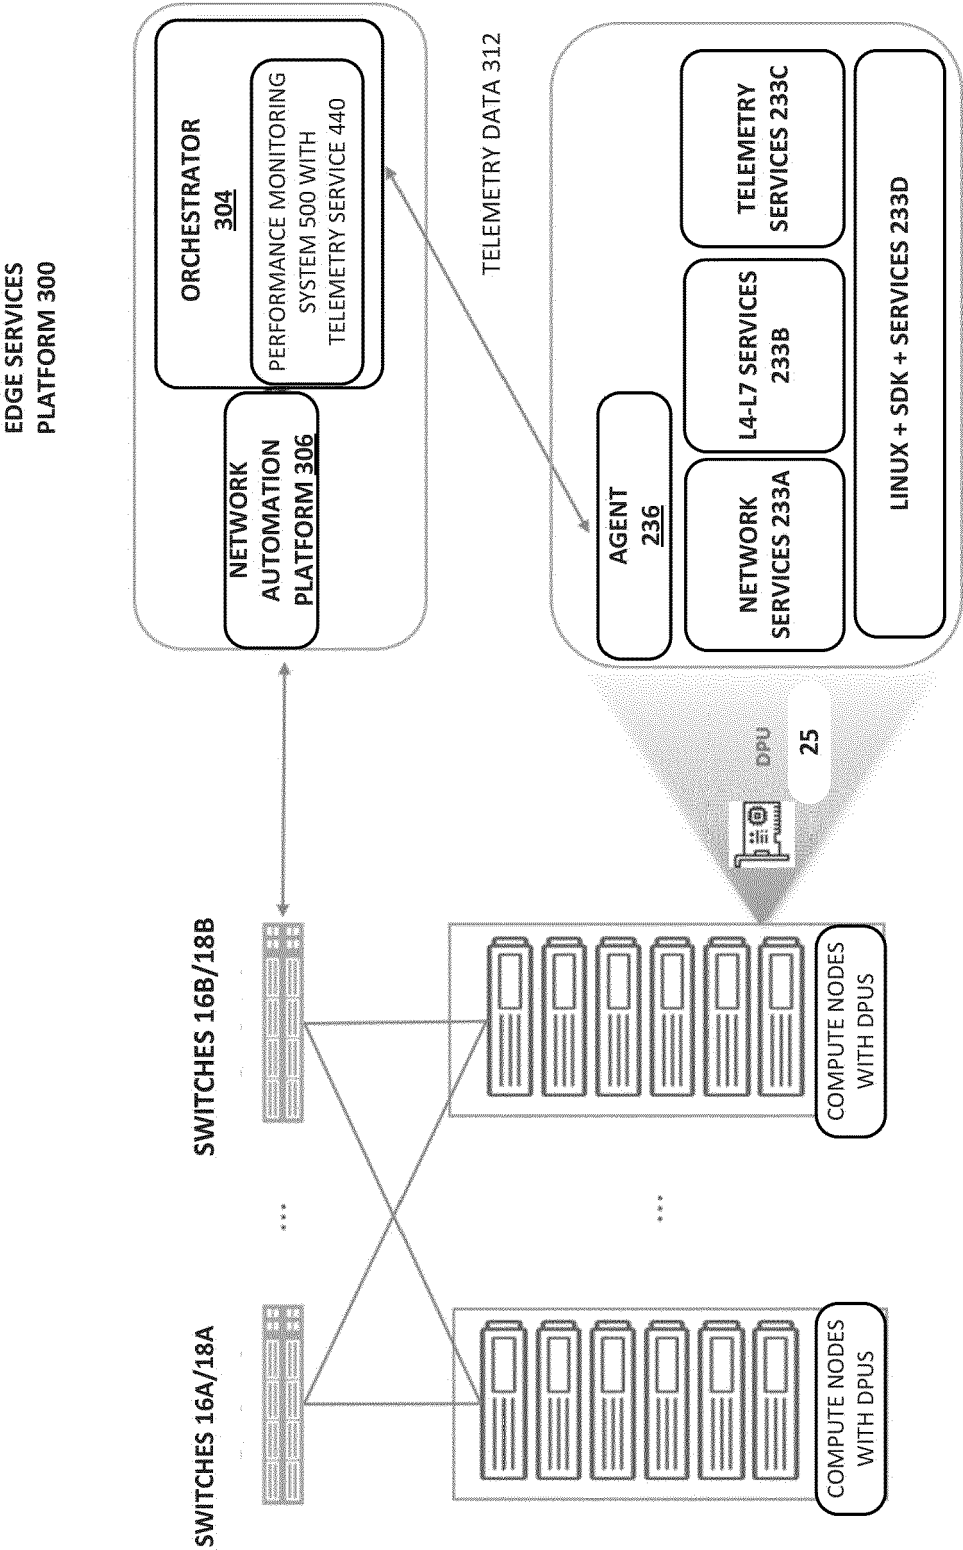 EDGE SERVICES
PLATFORM 300
SWITCHES 16A/18A
...
SWITCHES 16B/18B
NETWORK
AUTOMATION
PLATFORM 306
ORCHESTRATOR
304
PERFORMANCE MONITORING
SYSTEM 500 WITH
TELEMETRY SERVICE 440
TELEMETRY DATA 312
AGENT
236
NETWORK
SERVICES 233A
L4-L7 SERVICES
233B
TELEMETRY
SERVICES 233C
LINUX + SDK + SERVICES 233D
DPU
25
...
COMPUTE NODES
WITH DPUS
COMPUTE NODES
WITH DPUS